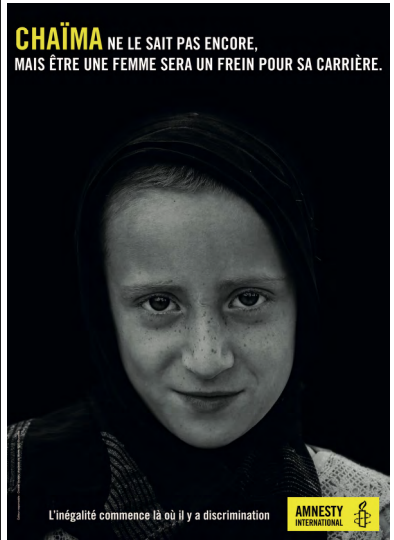 CHAÏMA NE LE SAIT PAS ENCORE,
MAIS ÊTRE UNE FEMME SERA UN FREIN POUR SA CARRIÈRE.
L'inégalité commence là où il y a discrimination
AMNESTY
INTERNATIONAL